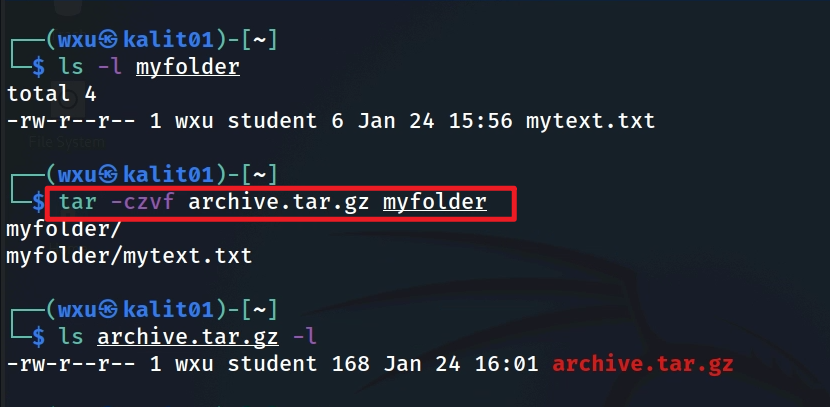 ┌──(wxu㉿kalit01)-[~]
└─$ ls -l myfolder
total 4
-rw-r--r-- 1 wxu student 6 Jan 24 15:56 mytext.txt
File System
┌──(wxu㉿kalit01)-[~]
└─$ tar -czvf archive.tar.gz myfolder
myfolder/
myfolder/mytext.txt
┌──(wxu㉿kalit01)-[~]
└─$ ls archive.tar.gz -l
-rw-r--r-- 1 wxu student 168 Jan 24 16:01 archive.tar.gz